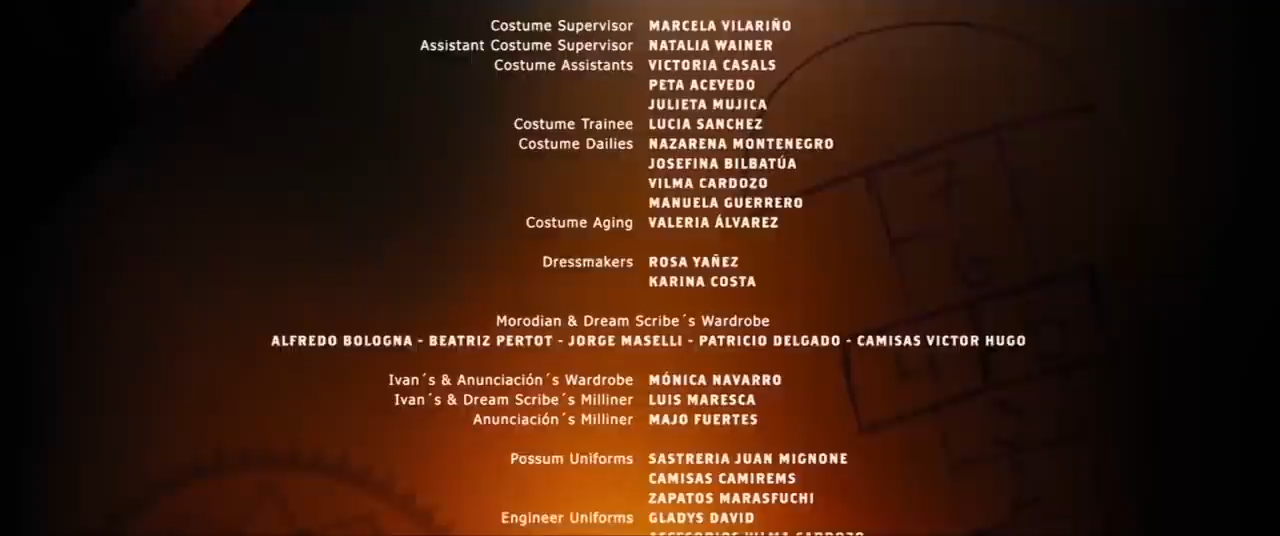 Costume Supervisor MARCELA VILARIÑO
Assistant Costume Supervisor NATALIA WAINER
Costume Assistants VICTORIA CASALS
PETA ACEVEDO
JULIETA MUJICA
Costume Trainee LUCIA SANCHEZ
Costume Dailies NAZARENA MONTENEGRO
JOSEFINA BILBATÚA
VILMA CARDOZO
MANUELA GUERRERO
Costume Aging VALERIA ÁLVAREZ
Dressmakers ROSA YAÑEZ
KARINA COSTA
Morodian & Dream Scribe´s Wardrobe
ALFREDO BOLOGNA - BEATRIZ PERTOT - JORGE MASELLI - PATRICIO DELGADO - CAMISAS VICTOR HUGO
Ivan´s & Anunciación´s Wardrobe MÓNICA NAVARRO
Ivan´s & Dream Scribe´s Milliner LUIS MARESCA
Anunciación´s Milliner MAJO FUERTES
Possum Uniforms SASTRERIA JUAN MIGNONE
CAMISAS CAMIREMS
ZAPATOS MARASFUCHI
Engineer Uniforms GLADYS DAVID